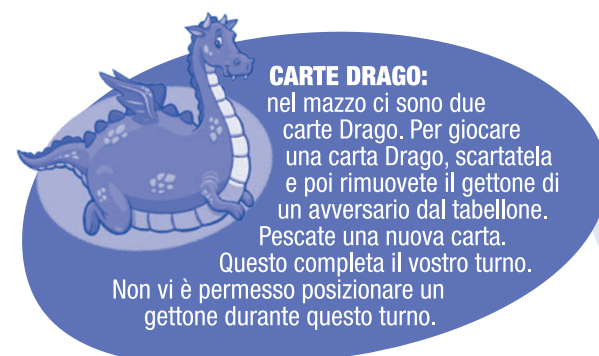 CARTE DRAGO:
nel mazzo ci sono due
carte Drago. Per giocare
una carta Drago, scartatela
e poi rimuovete il gettone di
un avversario dal tabellone.
Pescate una nuova carta.
Questo completa il vostro turno.
Non vi è permesso posizionare un
gettone durante questo turno.